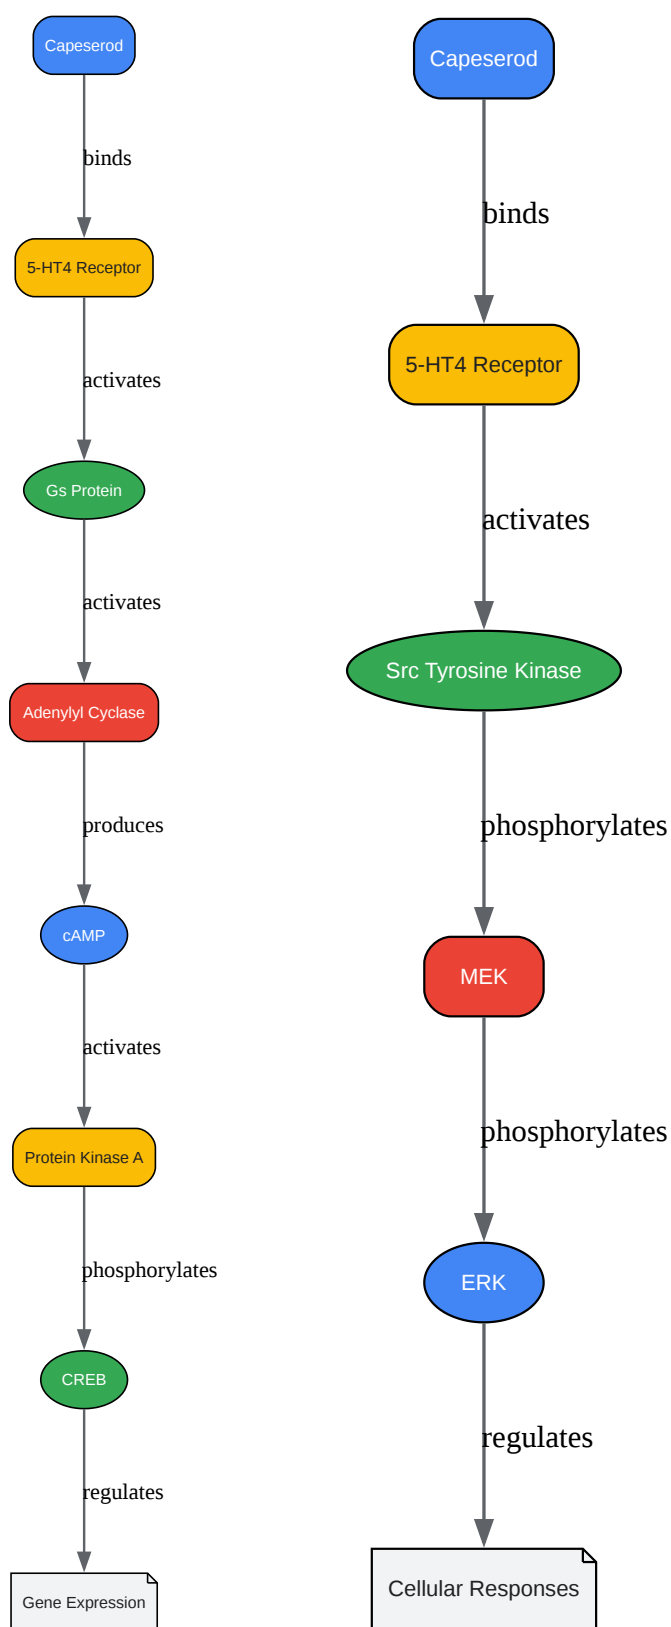 Capeserod
binds
5-HT4 Receptor
activates
Gs Protein
activates
Adenylyl Cyclase
produces
cAMP
activates
Protein Kinase A
phosphorylates
CREB
regulates
Gene Expression
Capeserod
binds
5-HT4 Receptor
activates
Src Tyrosine Kinase
phosphorylates
MEK
phosphorylates
ERK
regulates
Cellular Responses